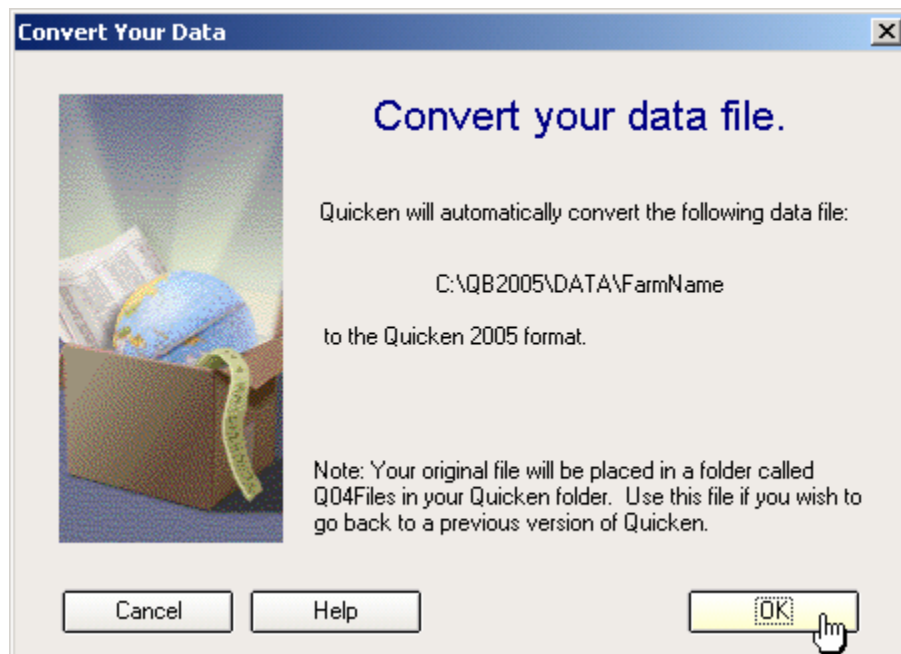 Convert Your Data
Convert your data file.
Quicken will automatically convert the following data file:
C:\QB2005\DATA\FarmName
to the Quicken 2005 format.
Note: Your original file will be placed in a folder called
Q04Files in your Quicken folder.  Use this file if you wish to
go back to a previous version of Quicken.
Cancel
Help
OK